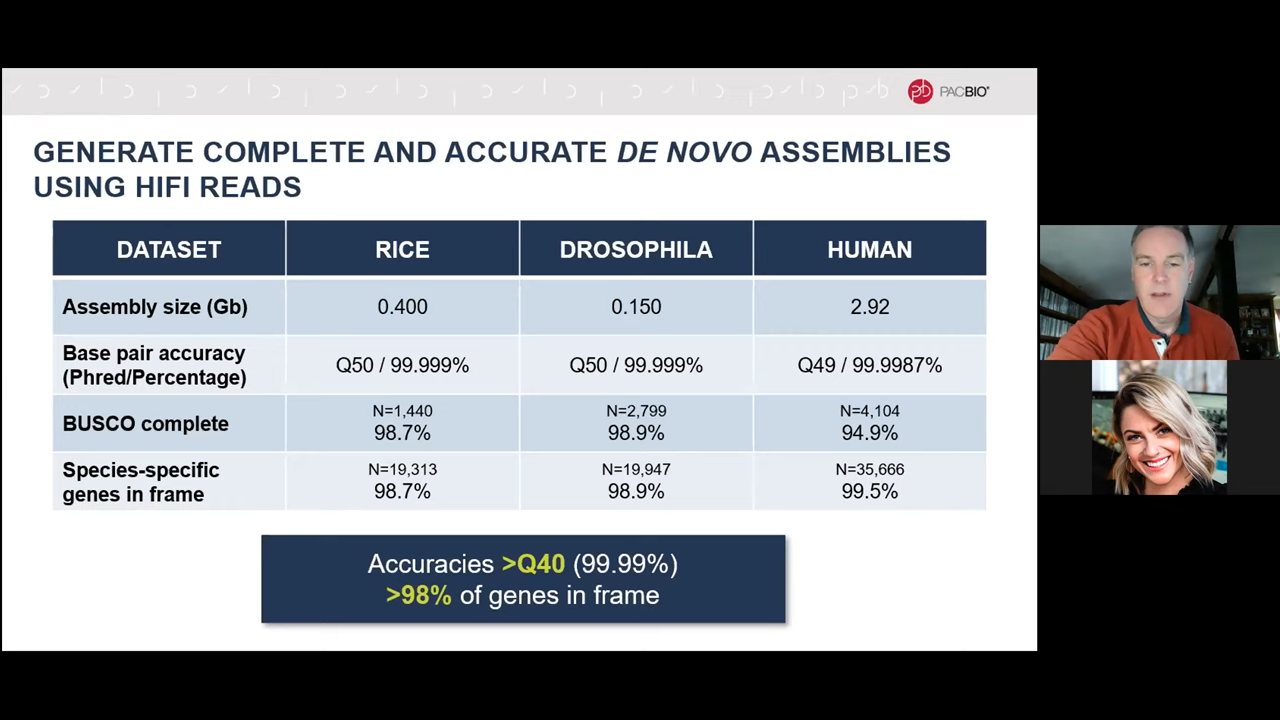 PACBIO®
GENERATE COMPLETE AND ACCURATE DE NOVO ASSEMBLIES
USING HIFI READS
DATASET RICE DROSOPHILA HUMAN
Assembly size (Gb) 0.400 0.150 2.92
Base pair accuracy
(Phred/Percentage) Q50 / 99.999% Q50 / 99.999% Q49 / 99.9987%
BUSCO complete N=1,440 N=2,799 N=4,104
98.7% 98.9% 94.9%
Species-specific N=19,313 N=19,947 N=35,666
genes in frame 98.7% 98.9% 99.5%
Accuracies >Q40 (99.99%)
>98% of genes in frame